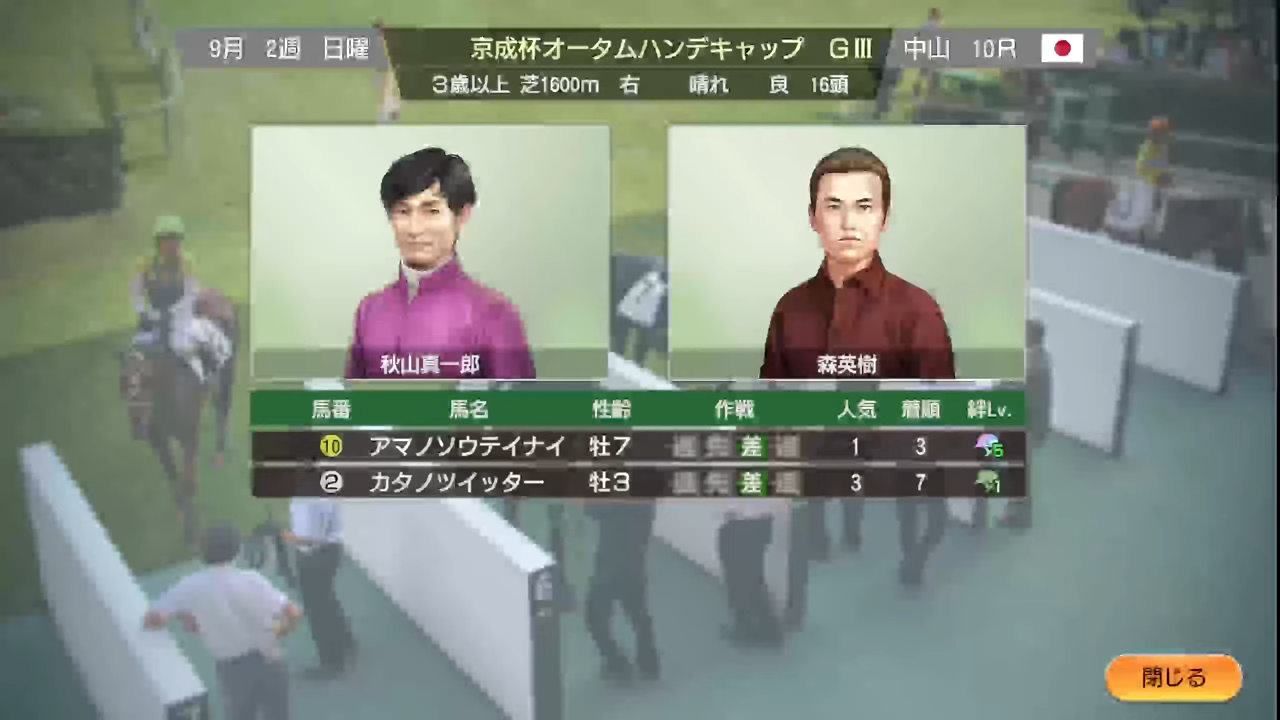 9月 2週 日曜 京成杯オータムハンデキャップ GⅢ 中山 10R
3歳以上 芝1600m 右 晴れ 良 16頭
秋山真一郎 森英樹
馬番 馬名 性齢 作戦 人気 着順 絆Lv.
10 アマノソウテイナイ 牡7 逃 先 差 追 1 3 5
2 カタノツイッター 牡3 逃 先 差 追 3 7 1
閉じる